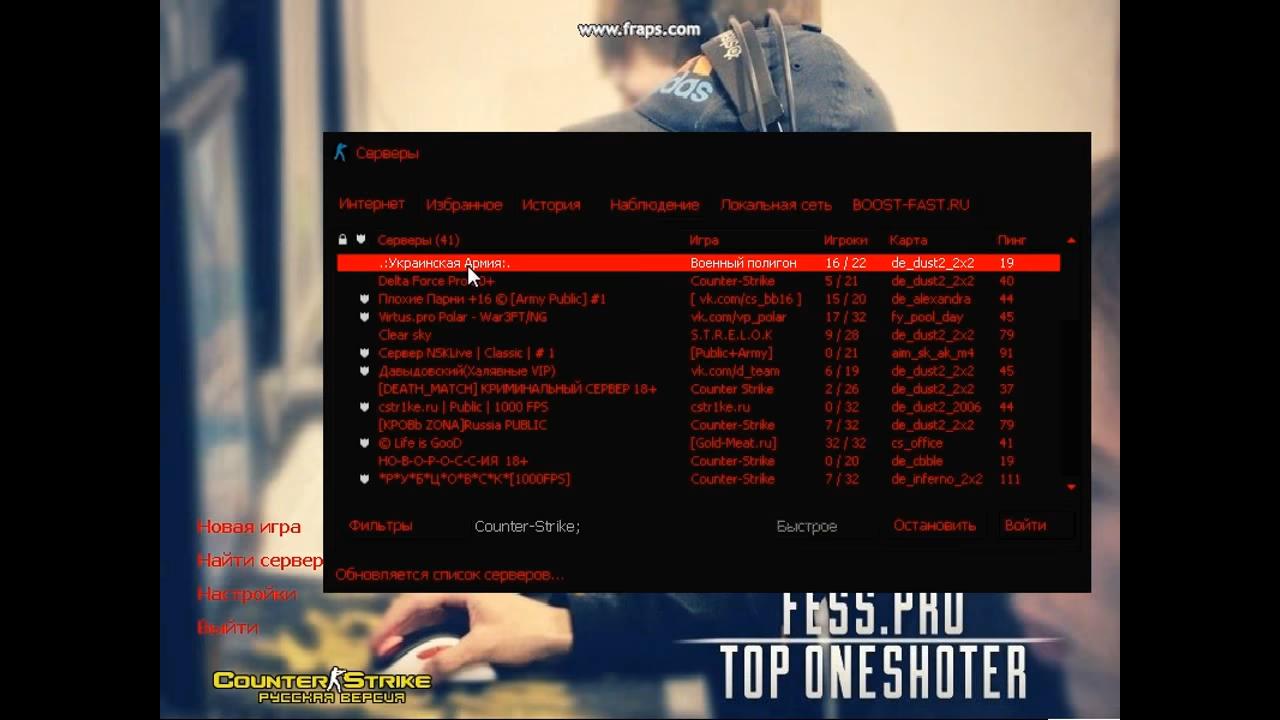 www.fraps.com
das
Серверы
Интернет Избранное История Наблюдение Локальная сеть BOOST-FAST.RU
Серверы (41) Игра Игроки Карта Пинг
.:Украинская Армия:. Военный полигон 16 / 22 de_dust2_2x2 19
Delta Force Pro 0+ Counter-Strike 5 / 21 de_dust2_2x2 40
Плохие Парни +16 © [Army Public] #1 [ vk.com/cs_bb16 ] 15 / 20 de_alexandra 44
Virtus.pro Polar - War3FT/NG vk.com/vp_polar 17 / 32 fy_pool_day 45
Clear sky S.T.R.E.L.O.K 9 / 28 de_dust2_2x2 79
Сервер NSKLive | Classic | # 1 [Public+Army] 0 / 21 aim_sk_ak_m4 91
Давыдовский(Халявные VIP) vk.com/d_team 6 / 19 de_dust2_2x2 45
[DEATH_MATCH] КРИМИНАЛЬНЫЙ СЕРВЕР 18+ Counter Strike 2 / 26 de_dust2_2x2 37
cstr1ke.ru | Public | 1000 FPS cstr1ke.ru 0 / 32 de_dust2_2006 44
[КРОВЬ ZONA]Russia PUBLIC Counter-Strike 7 / 32 de_dust2_2x2 79
© Life is GooD [Gold-Meat.ru] 32 / 32 cs_office 41
Н-О-В-О-Р-О-С-С-ИЯ 18+ Counter-Strike 0 / 20 de_cbble 19
*Р*У*Б*Ц*О*В*С*К*[1000FPS] Counter-Strike 7 / 32 de_inferno_2x2 111
Фильтры Counter-Strike; Быстрое Остановить Войти
Обновляется список серверов...
Новая игра
Найти сервер
Настройки
Выйти
FESS.PRO
TOP ONESHOTER
COUNTER STRIKE
РУССКАЯ ВЕРСИЯ